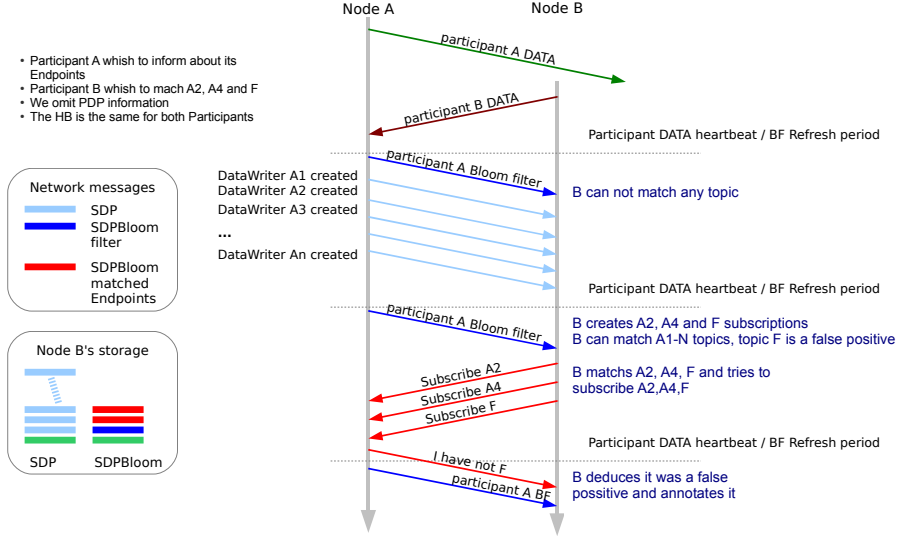 Node A
Node B
• Participant A whish to inform about its
Endpoints
• Participant B whish to mach A2, A4 and F
• We omit PDP information
• The HB is the same for both Participants
participant A DATA
participant B DATA
Participant DATA heartbeat / BF Refresh period
participant A Bloom filter
DataWriter A1 created
DataWriter A2 created
DataWriter A3 created
...
DataWriter An created
B can not match any topic
Network messages
SDP
SDPBloom
filter
SDPBloom
matched
Endpoints
Participant DATA heartbeat / BF Refresh period
participant A Bloom filter
B creates A2, A4 and F subscriptions
B can match A1-N topics, topic F is a false positive
Subscribe A2
Subscribe A4
Subscribe F
B matchs A2, A4, F and tries to
subscribe A2,A4,F
Node B's storage
SDP
SDPBloom
Participant DATA heartbeat / BF Refresh period
I have not F
participant A BF
B deduces it was a false
possitive and annotates it